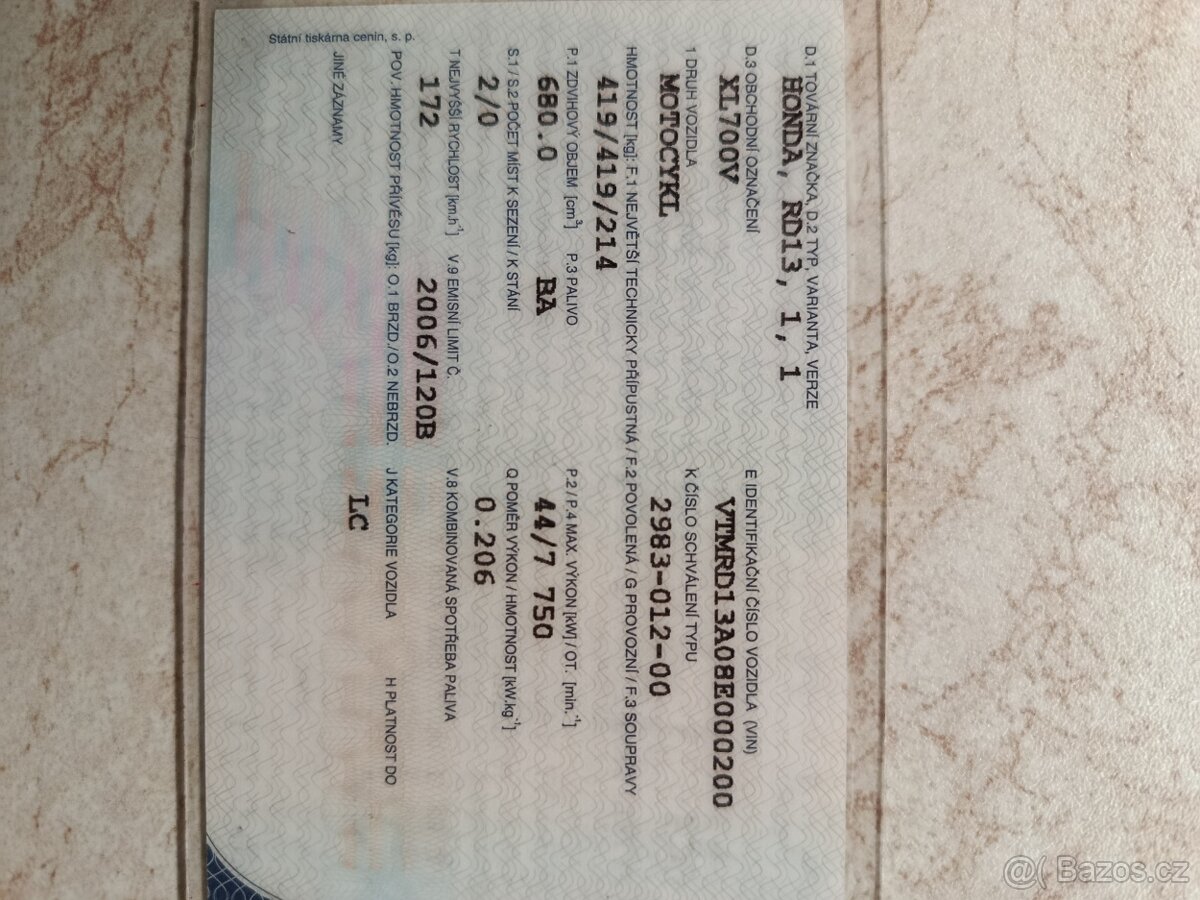 D.1 TOVÁRNÍ ZNAČKA, D.2 TYP, VARIANTA, VERZE
HONDA, RD13, 1, 1
D.3 OBCHODNÍ OZNAČENÍ E IDENTIFIKAČNÍ ČÍSLO VOZIDLA (VIN)
XL700V VTMRD13A08E000200
1 DRUH VOZIDLA K ČÍSLO SCHVÁLENÍ TYPU
MOTOCYKL 2983-012-00
HMOTNOST [kg]: F.1 NEJVĚTŠÍ TECHNICKY PŘÍPUSTNÁ / F.2 POVOLENÁ / G PROVOZNÍ / F.3 SOUPRAVY
419/419/214
P.1 ZDVIHOVÝ OBJEM [cm³] P.3 PALIVO P.2 / P.4 MAX. VÝKON [kW] / OT. [min.⁻¹]
680.0 BA 44/7 750
S.1 / S.2 POČET MÍST K SEZENÍ / K STÁNÍ Q POMĚR VÝKON / HMOTNOST [kW.kg⁻¹]
2/0 0.206
T NEJVYŠŠÍ RYCHLOST [km.h⁻¹] V.9 EMISNÍ LIMIT Č. V.8 KOMBINOVANÁ SPOTŘEBA PALIVA
172 2006/120B
POV. HMOTNOST PŘÍVĚSU [kg]: O.1 BRZD./O.2 NEBRZD. J KATEGORIE VOZIDLA H PLATNOST DO
LC
JINÉ ZÁZNAMY
Státní tiskárna cenin, s. p.
@( Bazos.cz